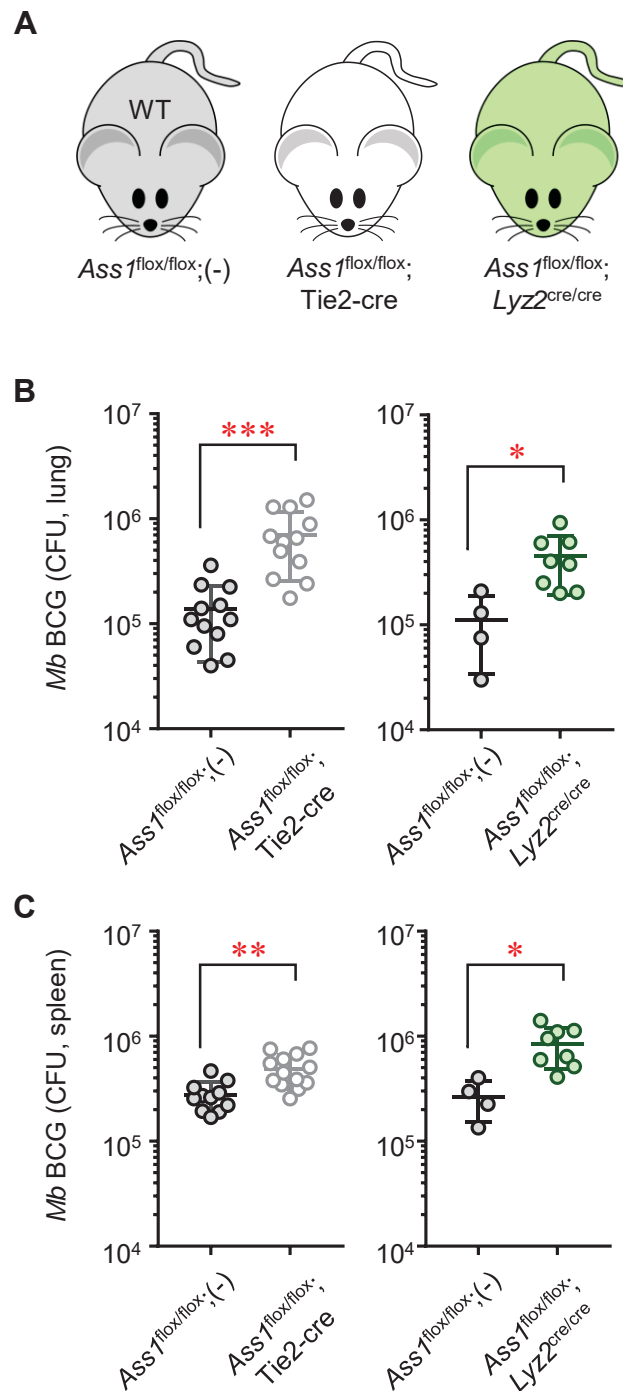 A
WT
Ass1flox/flox;(-)
Ass1flox/flox;
Tie2-cre
Ass1flox/flox;
Lyz2cre/cre
B
Mb BCG (CFU, lung)
10⁷
10⁶
10⁵
10⁴
***
Ass1flox/flox;(-)
Ass1flox/flox;
Tie2-cre
10⁷
10⁶
10⁵
10⁴
*
Ass1flox/flox;(-)
Ass1flox/flox;
Lyz2cre/cre
C
Mb BCG (CFU, spleen)
10⁷
10⁶
10⁵
10⁴
**
Ass1flox/flox;(-)
Ass1flox/flox;
Tie2-cre
10⁷
10⁶
10⁵
10⁴
*
Ass1flox/flox;(-)
Ass1flox/flox;
Lyz2cre/cre